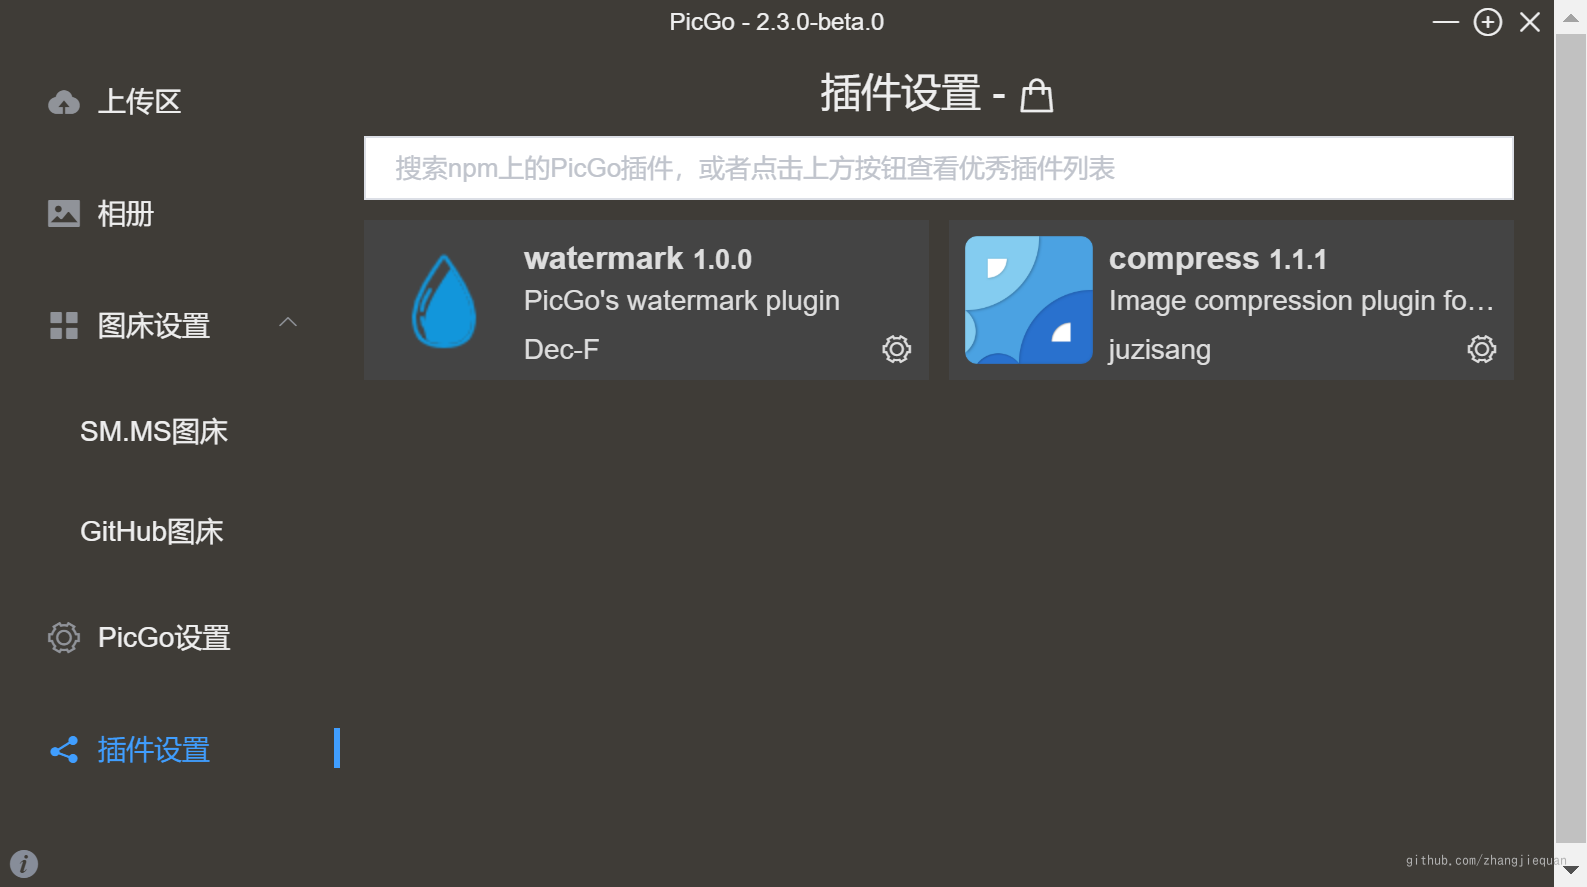 PicGo - 2.3.0-beta.0
上传区
相册
图床设置
SM.MS图床
GitHub图床
PicGo设置
插件设置
插件设置 -
搜索npm上的PicGo插件，或者点击上方按钮查看优秀插件列表
watermark 1.0.0
PicGo's watermark plugin
Dec-F
compress 1.1.1
Image compression plugin fo...
juzisang
github.com/zhangjiequan